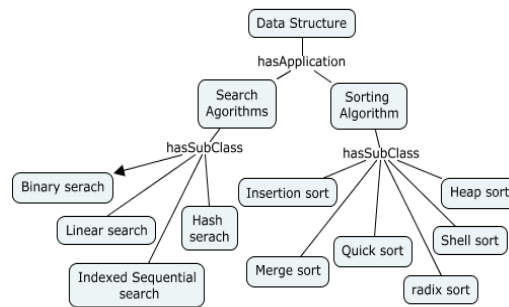 Data Structure
hasApplication
Search
Agorithms
Sorting
Algorithm
hasSubClass
hasSubClass
Binary serach
Linear search
Indexed Sequential
search
Hash
serach
Insertion sort
Merge sort
Quick sort
radix sort
Shell sort
Heap sort